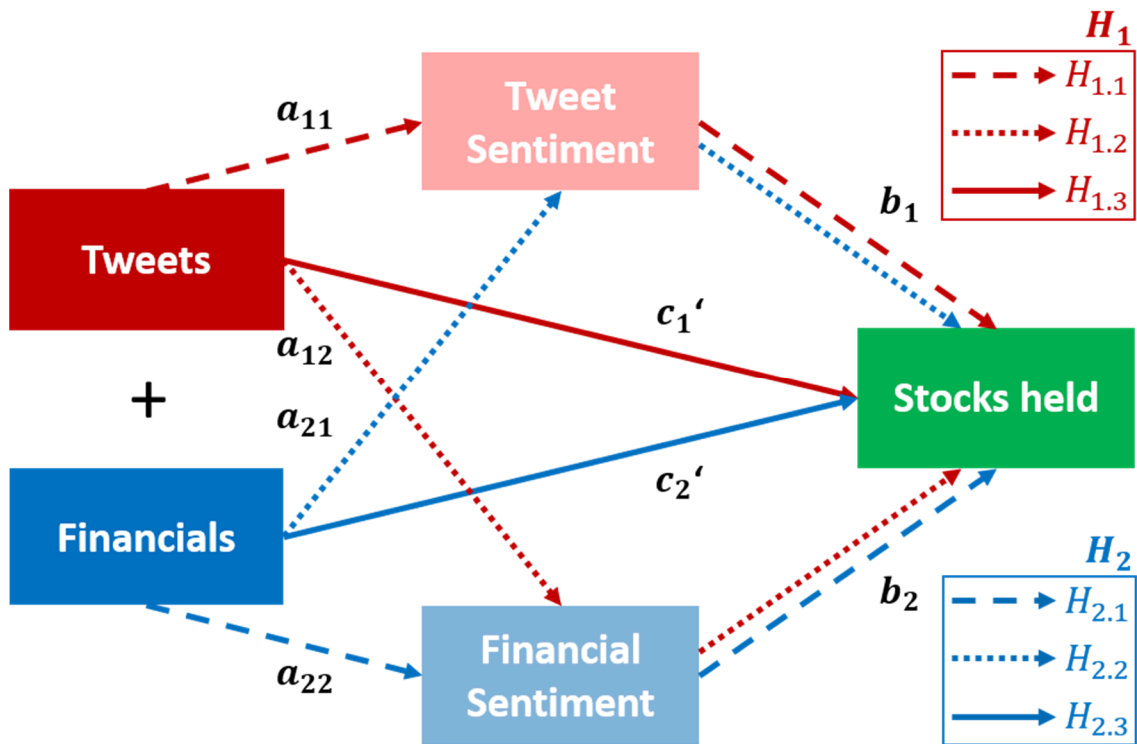 H₁
H₁.₁
H₁.₂
H₁.₃
a₁₁
Tweet
Sentiment
b₁
Tweets
c₁‘
a₁₂
+
a₂₁
Stocks held
c₂‘
Financials
a₂₂
Financial
Sentiment
b₂
H₂
H₂.₁
H₂.₂
H₂.₃